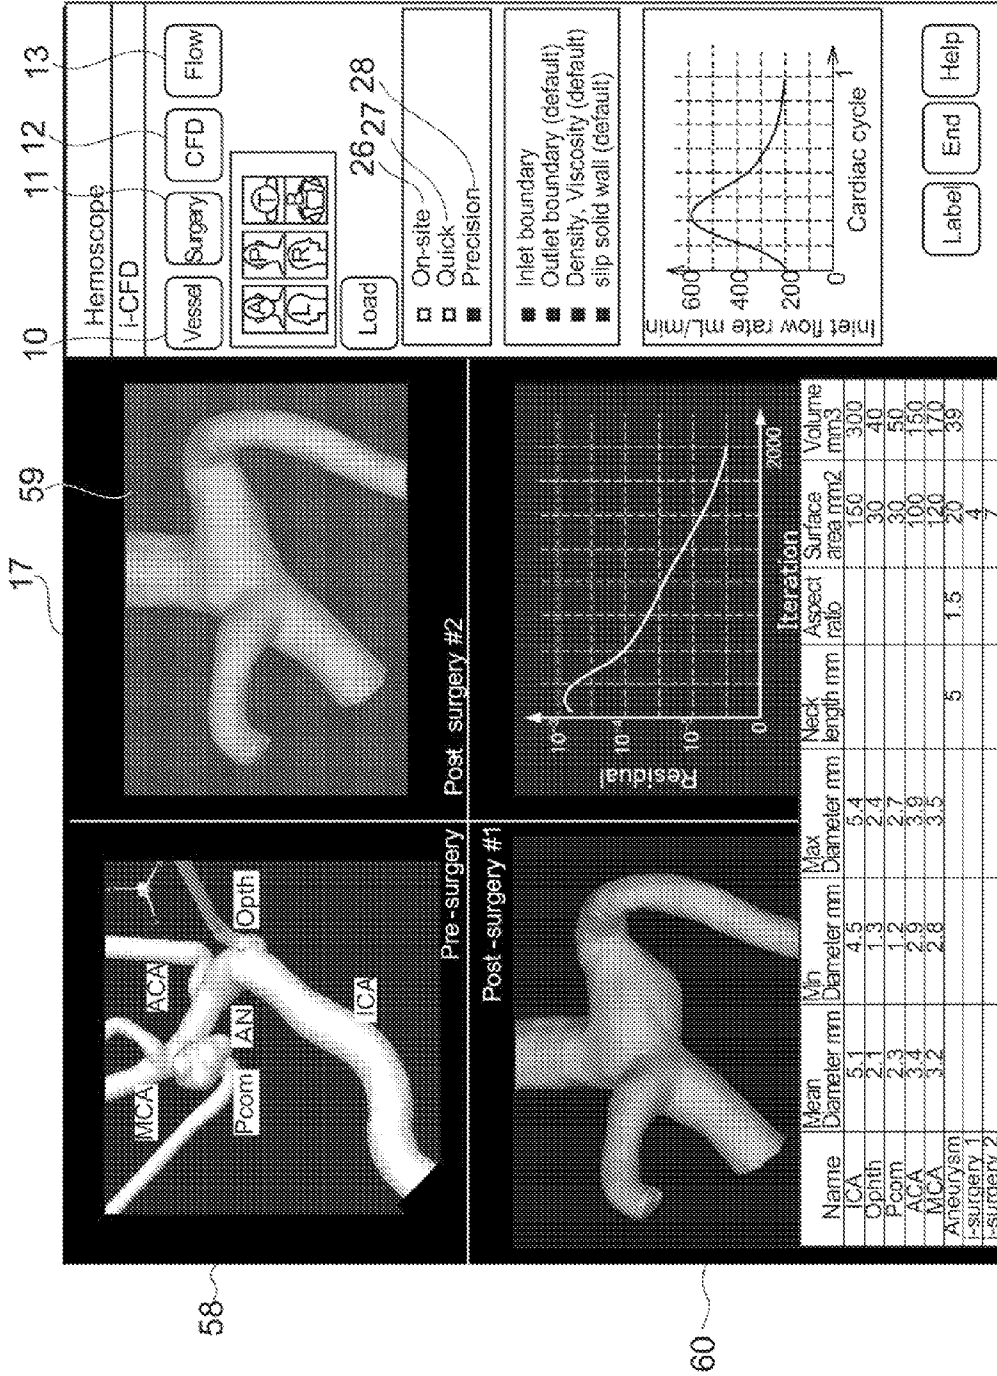 17
58
59
60
10
11
12
13
Hemoscope
i-CFD
Vessel Surgery CFD Flow
A P T
L R B
Load
26
27
28
On-site
Quick
Precision
Inlet boundary
Outlet boundary (default)
Density, Viscosity (default)
slip solid wall (default)
Inlet flow rate mL/min
600
400
200
0
1
Cardiac cycle
Label End Help
MCA
ACA
Opth
AN
Pcom
ICA
Pre-surgery
Post surgery #2
Post-surgery #1
Residual
0
2000
Iteration
Name Mean Diameter mm Min Diameter mm Max Diameter mm Neck length mm Aspect ratio Surface area mm2 Volume mm3
ICA 5.1 4.5 5.4 150 300
Ophth 2.1 1.3 2.4 30 40
Pcom 2.3 1.2 2.7 30 50
ACA 3.4 2.9 3.9 100 150
MCA 3.2 2.8 3.5 120 170
Aneurysm 5 1.5 20 39
i-surgery 1 4
i-surgery 2 7